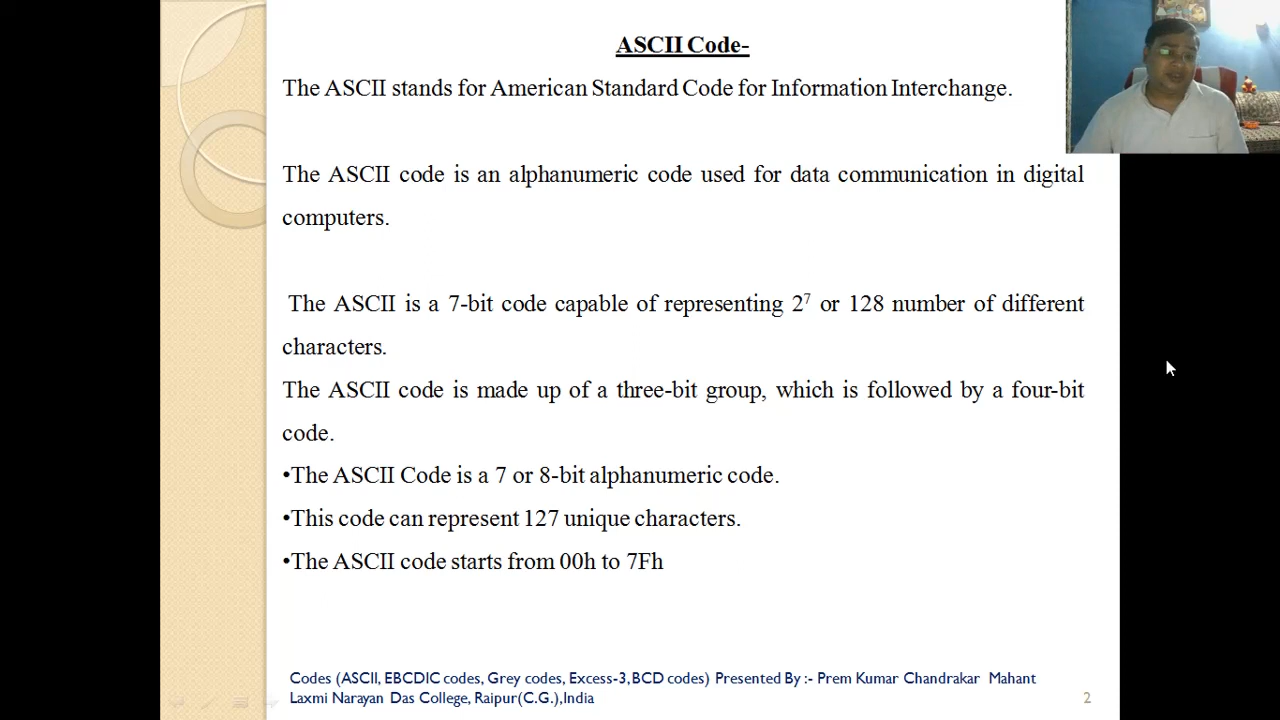 ASCII Code-
The ASCII stands for American Standard Code for Information Interchange.
The ASCII code is an alphanumeric code used for data communication in digital
computers.
The ASCII is a 7-bit code capable of representing 2⁷ or 128 number of different
characters.
The ASCII code is made up of a three-bit group, which is followed by a four-bit
code.
•The ASCII Code is a 7 or 8-bit alphanumeric code.
•This code can represent 127 unique characters.
•The ASCII code starts from 00h to 7Fh
Codes (ASCII, EBCDIC codes, Grey codes, Excess-3, BCD codes) Presented By :- Prem Kumar Chandrakar Mahant
Laxmi Narayan Das College, Raipur(C.G.),India
2